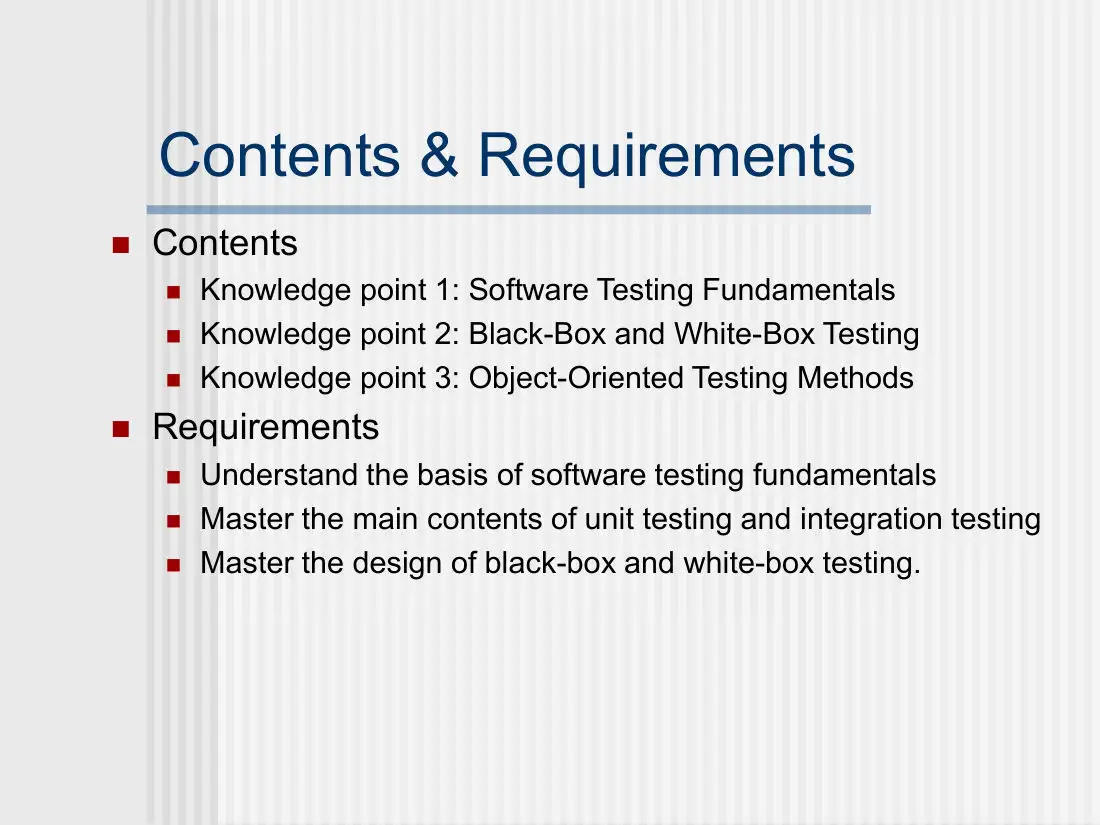 Contents & Requirements
Contents
Knowledge point 1: Software Testing Fundamentals
Knowledge point 2: Black-Box and White-Box Testing
Knowledge point 3: Object-Oriented Testing Methods
Requirements
Understand the basis of software testing fundamentals
Master the main contents of unit testing and integration testing
Master the design of black-box and white-box testing.